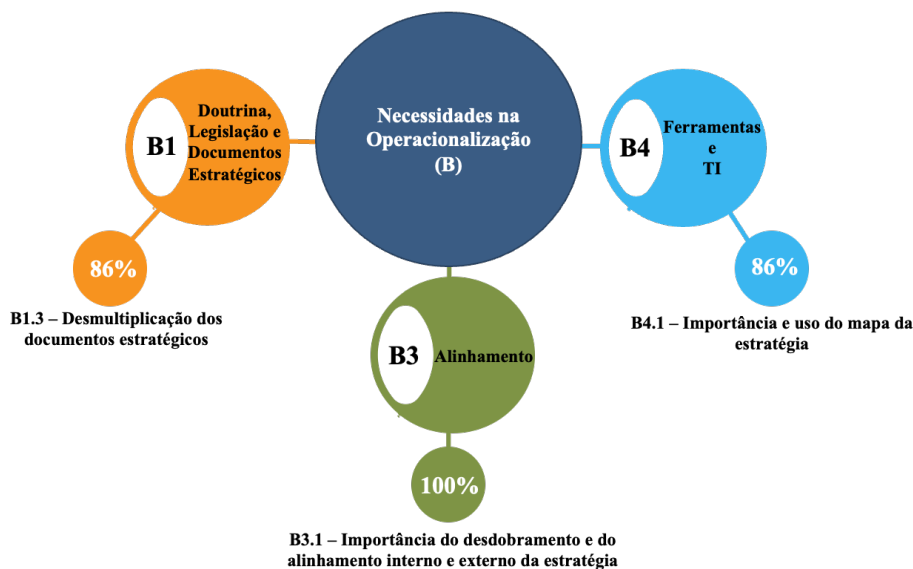 Necessidades na
Operacionalização
(B)
B1
Doutrina,
Legislação e
Documentos
Estratégicos
86%
B1.3 – Desmultiplicação dos
documentos estratégicos
B3
Alinhamento
100%
B3.1 – Importância do desdobramento e do
alinhamento interno e externo da estratégia
B4
Ferramentas
e
TI
86%
B4.1 – Importância e uso do mapa da
estratégia